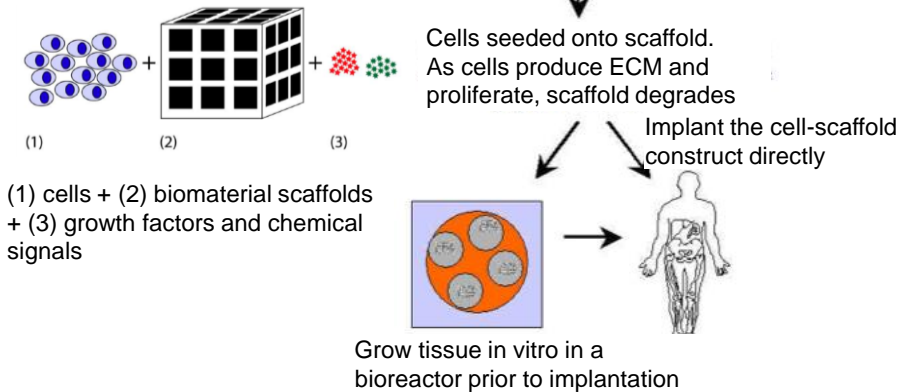 +
+
(1)
(2)
(3)
(1) cells + (2) biomaterial scaffolds
+ (3) growth factors and chemical
signals
Cells seeded onto scaffold.
As cells produce ECM and
proliferate, scaffold degrades
Implant the cell-scaffold
construct directly
Grow tissue in vitro in a
bioreactor prior to implantation